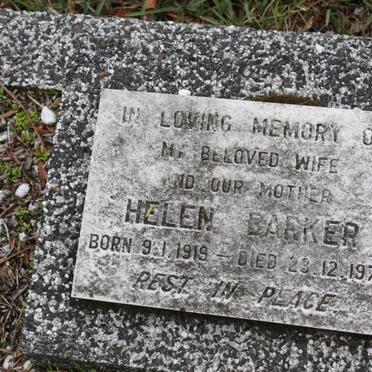 IN LOVING MEMORY O
MY BELOVED WIFE
AND OUR MOTHER
HELEN BARKER
BORN 9.1.1919 – DIED 23.12.197
REST IN PEACE